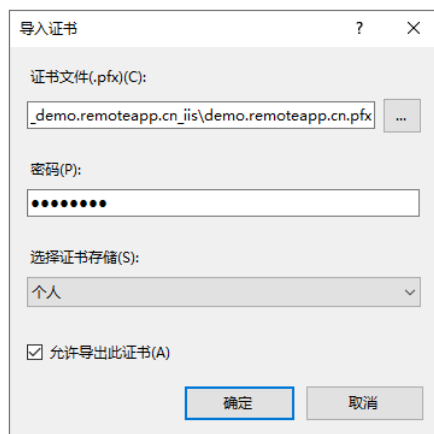 导入证书
?
证书文件(.pfx)(C):
_demo.remoteapp.cn_iis\demo.remoteapp.cn.pfx
...
密码(P):
●●●●●●●●
选择证书存储(S):
个人
允许导出此证书(A)
确定
取消